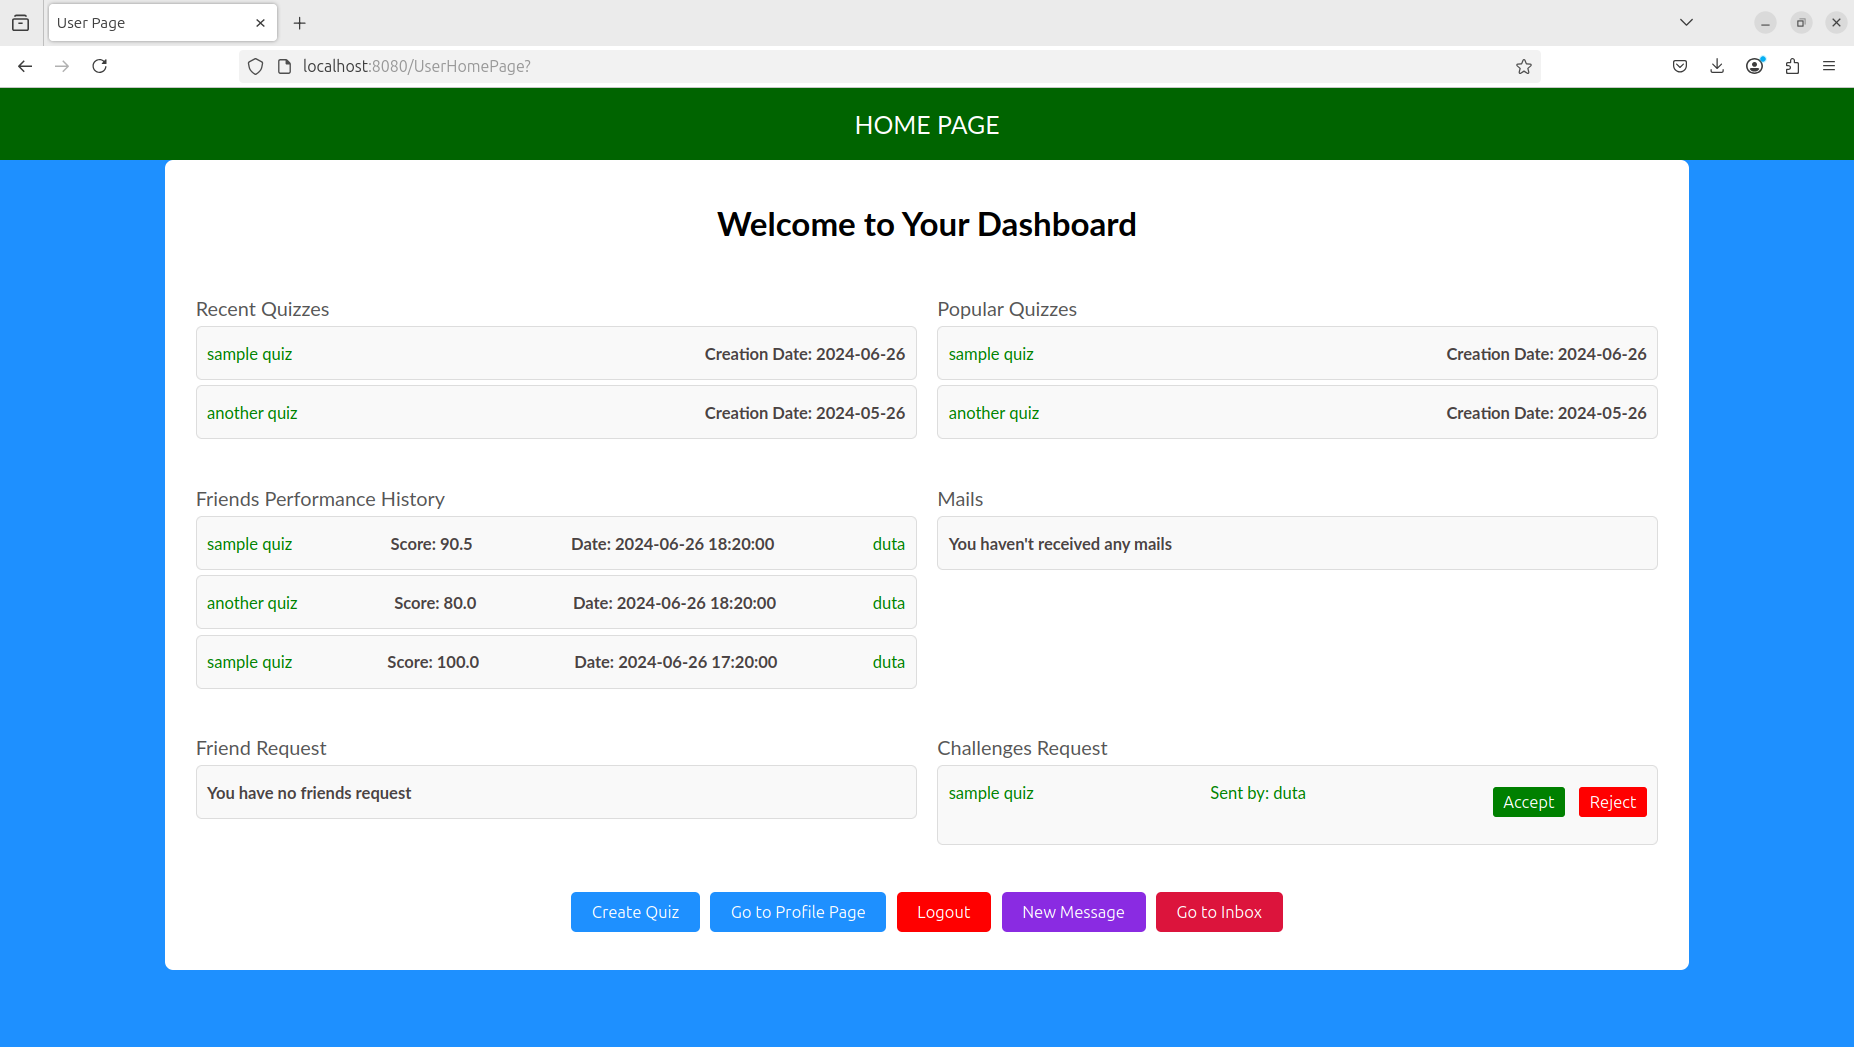 User Page
localhost:8080/UserHomePage?
HOME PAGE
Welcome to Your Dashboard
Recent Quizzes
sample quiz Creation Date: 2024-06-26
another quiz Creation Date: 2024-05-26
Popular Quizzes
sample quiz Creation Date: 2024-06-26
another quiz Creation Date: 2024-05-26
Friends Performance History
sample quiz Score: 90.5 Date: 2024-06-26 18:20:00 duta
another quiz Score: 80.0 Date: 2024-06-26 18:20:00 duta
sample quiz Score: 100.0 Date: 2024-06-26 17:20:00 duta
Mails
You haven't received any mails
Friend Request
You have no friends request
Challenges Request
sample quiz Sent by: duta Accept Reject
Create Quiz Go to Profile Page Logout New Message Go to Inbox